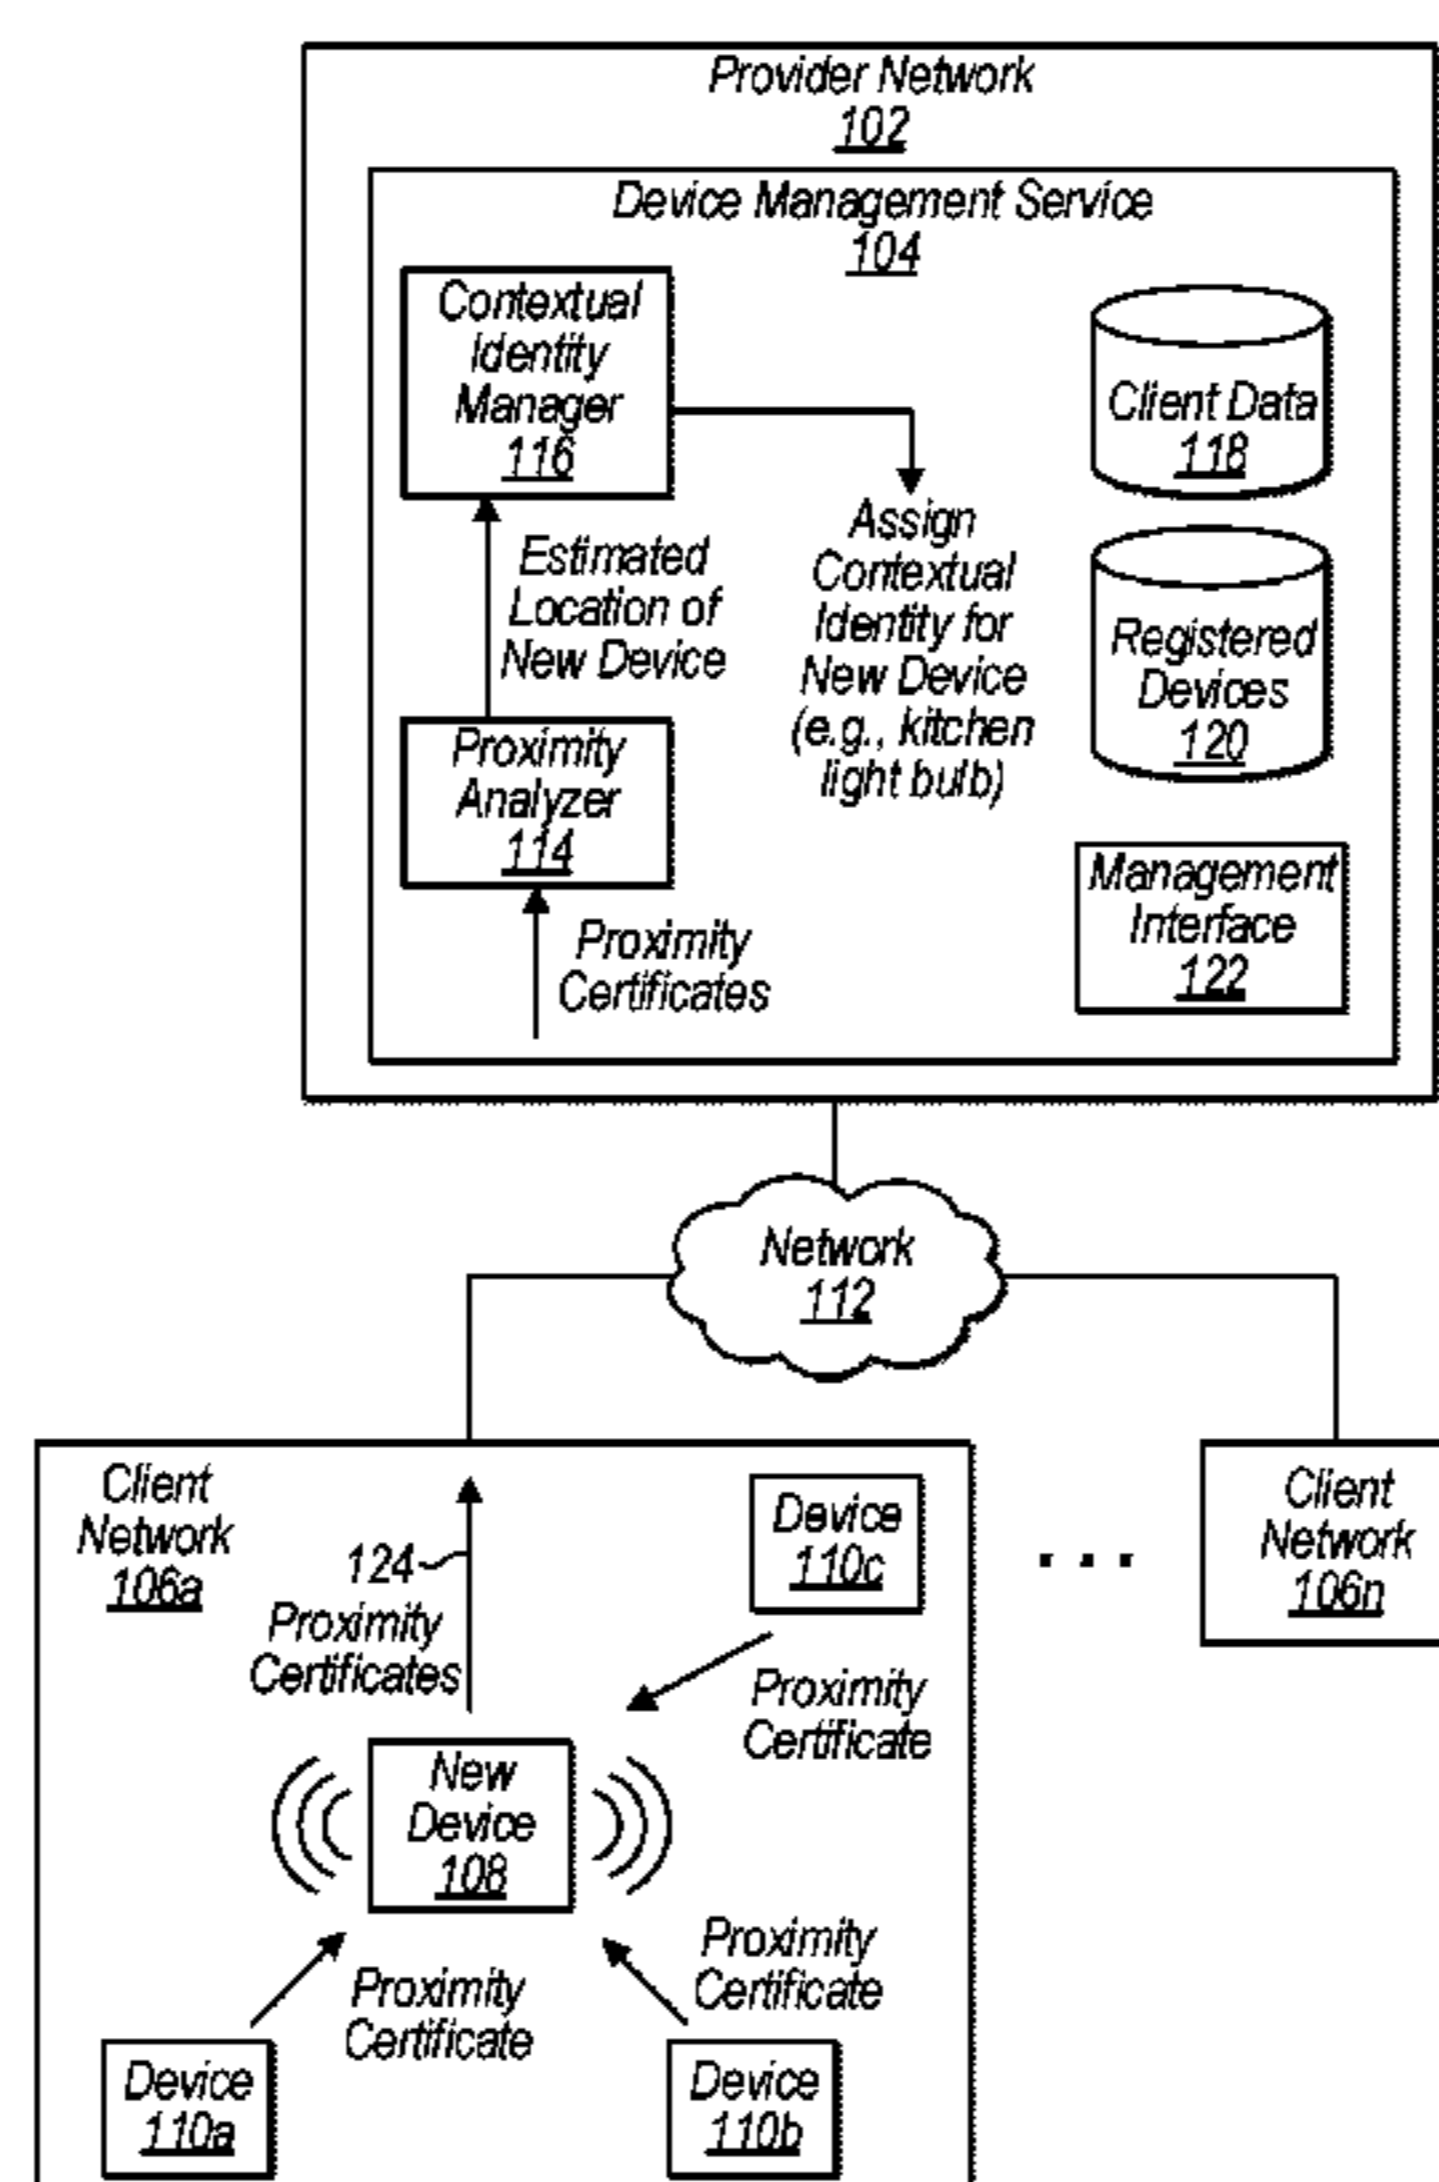 Provider Network
102
Device Management Service
104
Contextual
Identity
Manager
116
Client Data
118
Estimated
Location of
New Device
Assign
Contextual
Identity for
New Device
(e.g., kitchen
light bulb)
Registered
Devices
120
Proximity
Analyzer
114
Management
Interface
122
Proximity
Certificates
Network
112
Client
Network
106a
124
Proximity
Certificates
Device
110c
. . .
Client
Network
106n
Proximity
Certificate
New
Device
108
Proximity
Certificate
Proximity
Certificate
Device
110a
Device
110b